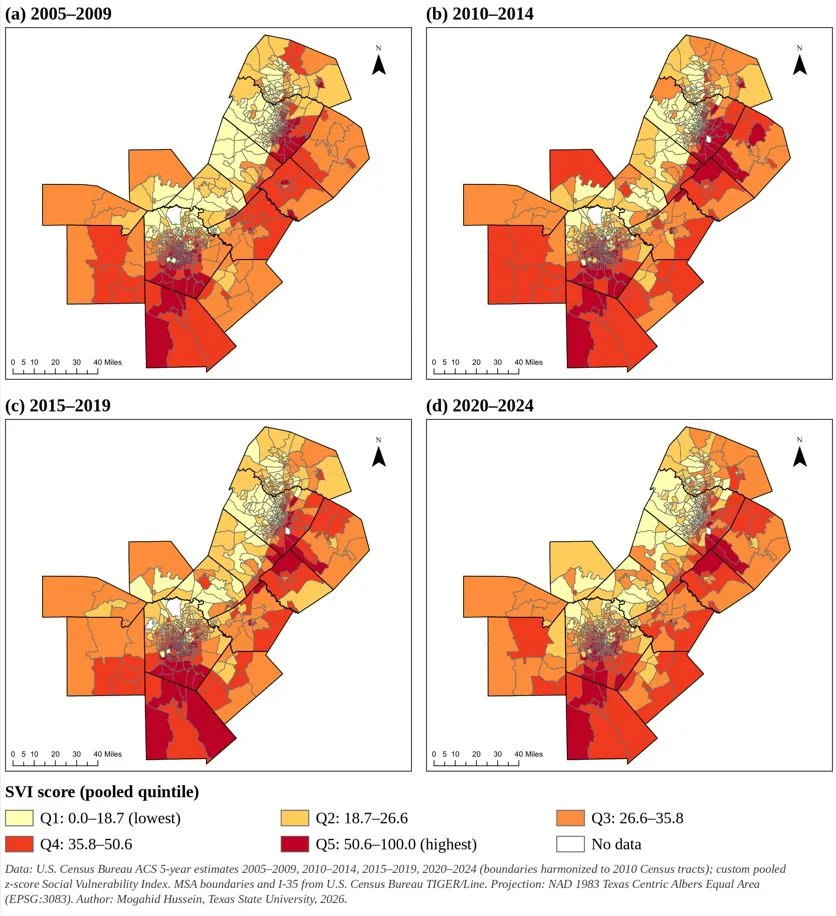 (a) 2005–2009
(b) 2010–2014
N
N
0 5 10 20 30 40 Miles
0 5 10 20 30 40 Miles
(c) 2015–2019
(d) 2020–2024
N
N
0 5 10 20 30 40 Miles
0 5 10 20 30 40 Miles
SVI score (pooled quintile)
Q1: 0.0–18.7 (lowest)
Q2: 18.7–26.6
Q3: 26.6–35.8
Q4: 35.8–50.6
Q5: 50.6–100.0 (highest)
No data
Data: U.S. Census Bureau ACS 5-year estimates 2005–2009, 2010–2014, 2015–2019, 2020–2024 (boundaries harmonized to 2010 Census tracts); custom pooled
z-score Social Vulnerability Index. MSA boundaries and I-35 from U.S. Census Bureau TIGER/Line. Projection: NAD 1983 Texas Centric Albers Equal Area
(EPSG:3083). Author: Mogahid Hussein, Texas State University, 2026.